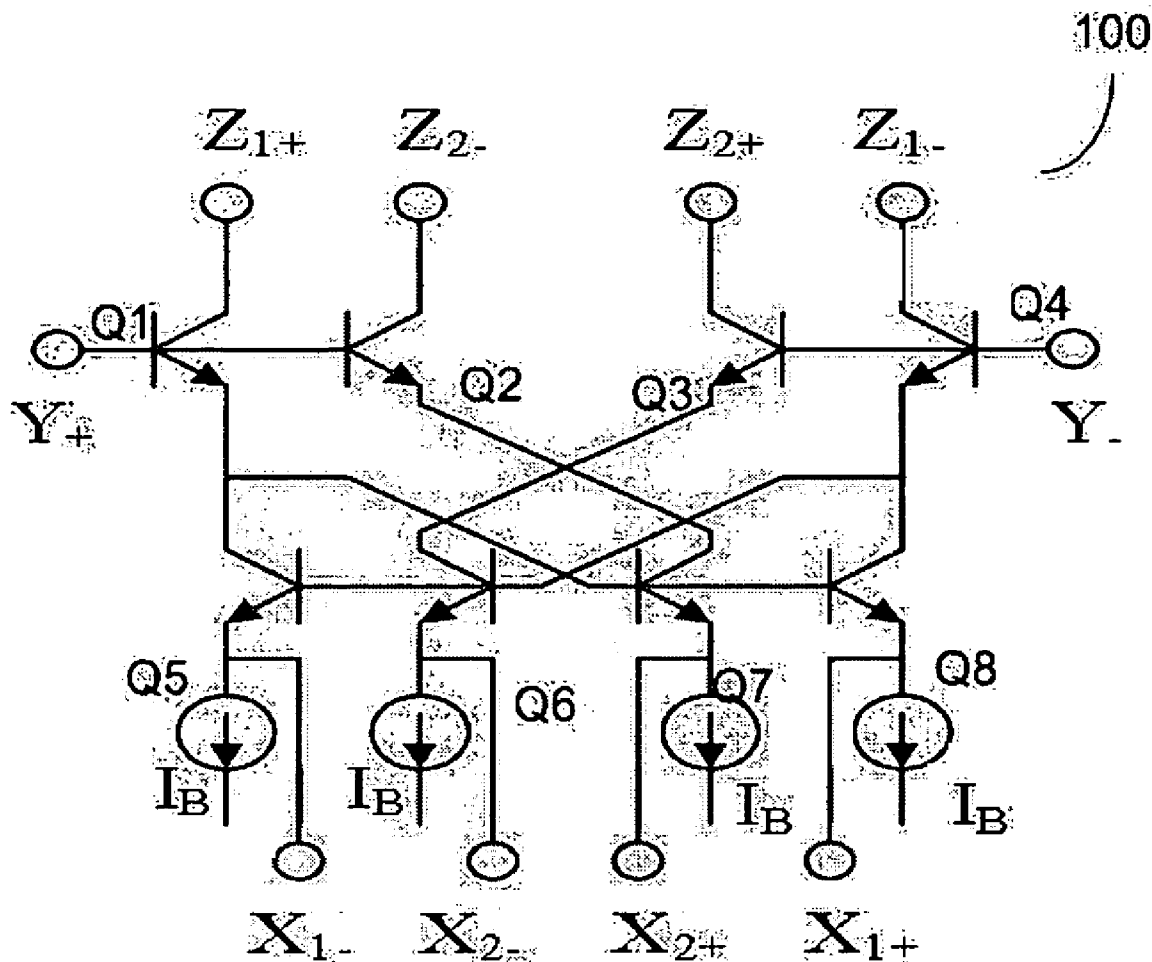 100
Z1+ Z2- Z2+ Z1-
Q1 Q4
Q2 Q3
Y+ Y-
Q5 Q6 Q7 Q8
IB IB IB IB
X1- X2- X2+ X1+